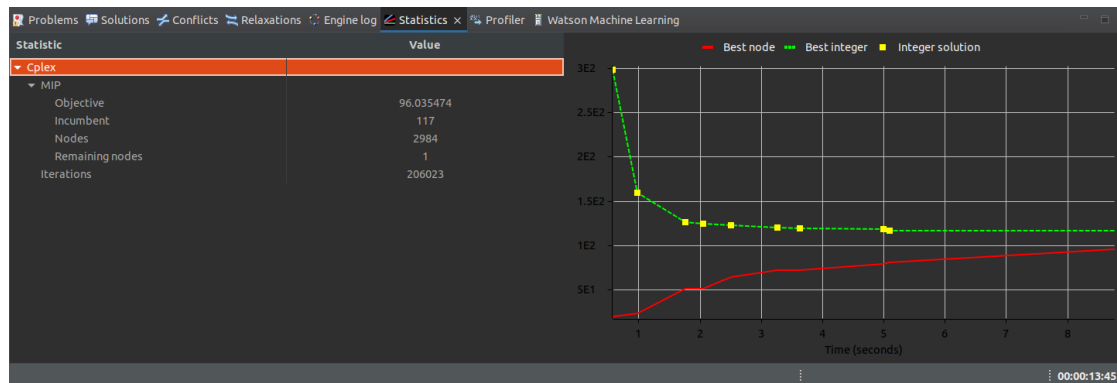 Problems Solutions Conflicts Relaxations Engine log Statistics × Profiler Watson Machine Learning
Statistic Value
Cplex
MIP
Objective 96.035474
Incumbent 117
Nodes 2984
Remaining nodes 1
Iterations 206023
Best node Best integer Integer solution
3E2
2.5E2
2E2
1.5E2
1E2
5E1
1 2 3 4 5 6 7 8
Time (seconds)
00:00:13:45